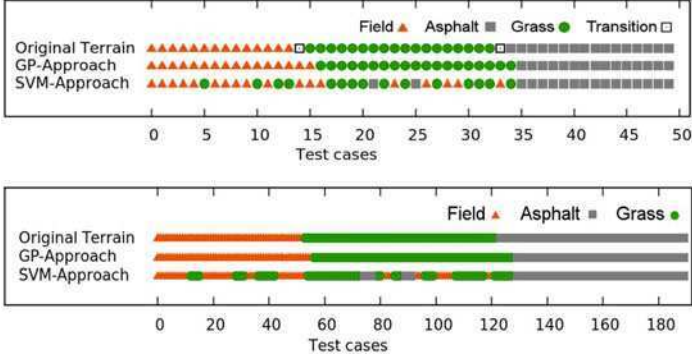 Field Asphalt Grass Transition
Original Terrain
GP-Approach
SVM-Approach
0 5 10 15 20 25 30 35 40 45 50
Test cases
Field Asphalt Grass
Original Terrain
GP-Approach
SVM-Approach
0 20 40 60 80 100 120 140 160 180
Test cases